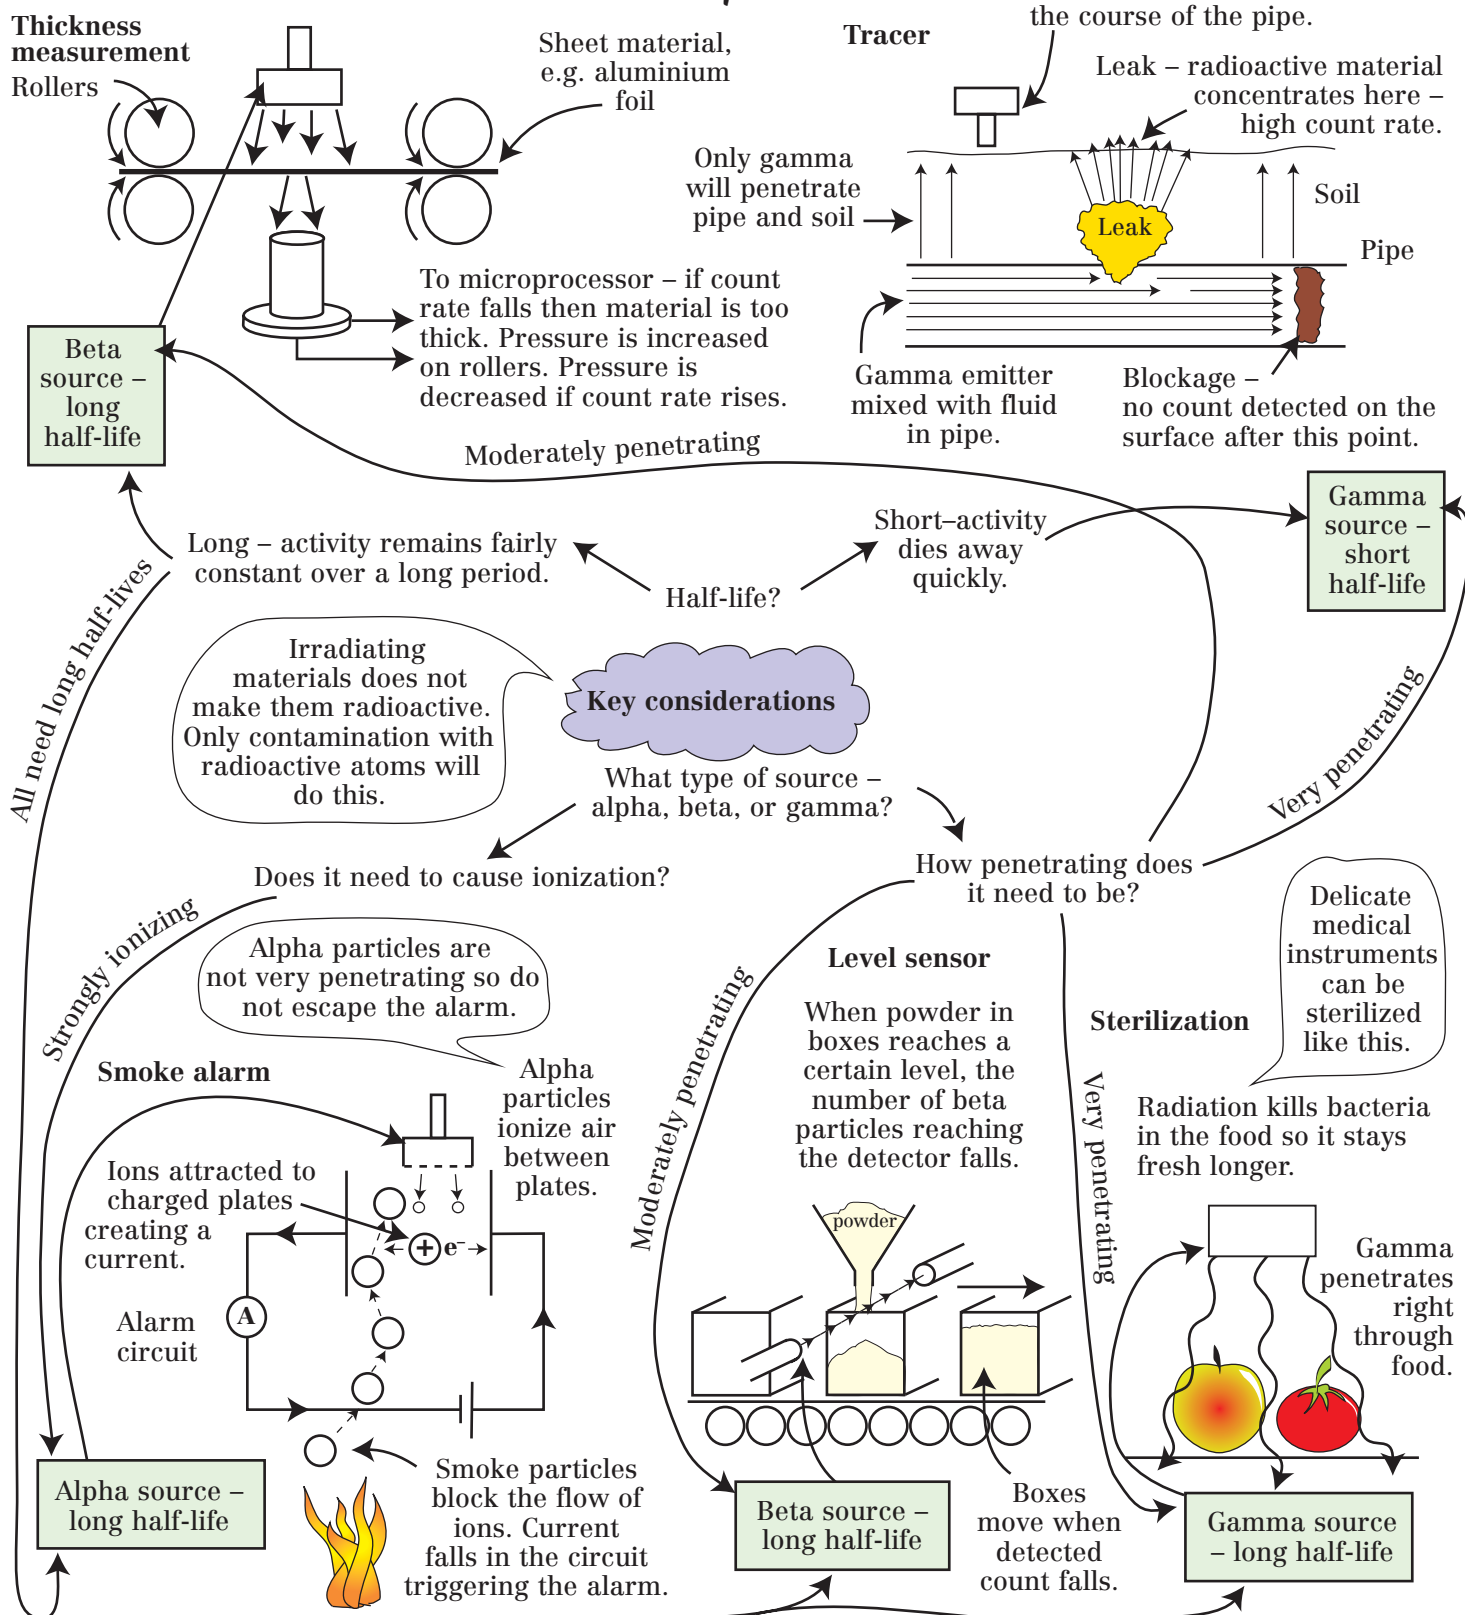 Thickness
measurement
Rollers
Sheet material,
e.g. aluminium
foil
To microprocessor – if count
rate falls then material is too
thick. Pressure is increased
on rollers. Pressure is
decreased if count rate rises.
Beta
source –
long
half-life
Tracer
the course of the pipe.
Leak – radioactive material
concentrates here –
high count rate.
Only gamma
will penetrate
pipe and soil
Soil
Leak
Pipe
Gamma emitter
mixed with fluid
in pipe.
Blockage –
no count detected on the
surface after this point.
Moderately penetrating
Gamma
source –
short
half-life
Long – activity remains fairly
constant over a long period.
Half-life?
Short–activity
dies away
quickly.
All need long half-lives
Irradiating
materials does not
make them radioactive.
Only contamination with
radioactive atoms will
do this.
Key considerations
What type of source –
alpha, beta, or gamma?
Very penetrating
Does it need to cause ionization?
How penetrating does
it need to be?
Strongly ionizing
Alpha particles are
not very penetrating so do
not escape the alarm.
Smoke alarm
Alpha
particles
ionize air
between
plates.
Ions attracted to
charged plates
creating a
current.
+ e–
A
Alarm
circuit
Smoke particles
block the flow of
ions. Current
falls in the circuit
triggering the alarm.
Alpha source –
long half-life
Moderately penetrating
Level sensor
When powder in
boxes reaches a
certain level, the
number of beta
particles reaching
the detector falls.
powder
Beta source –
long half-life
Boxes
move when
detected
count falls.
Very penetrating
Sterilization
Delicate
medical
instruments
can be
sterilized
like this.
Radiation kills bacteria
in the food so it stays
fresh longer.
Gamma
penetrates
right
through
food.
Gamma source
– long half-life